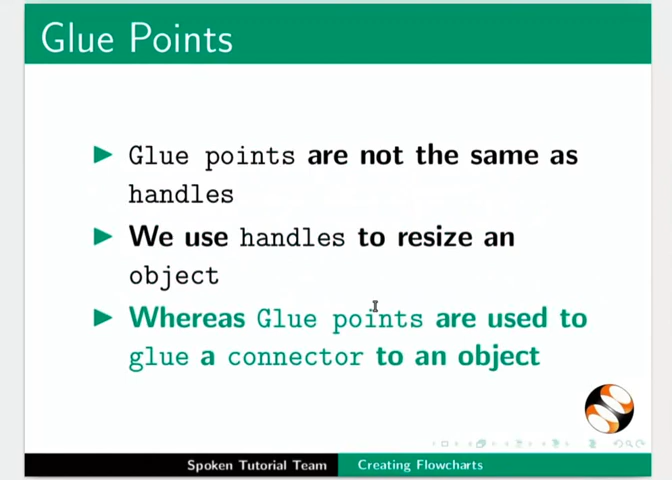 Glue Points
Glue points are not the same as
handles
We use handles to resize an
object
Whereas Glue points are used to
glue a connector to an object
Spoken Tutorial Team
Creating Flowcharts